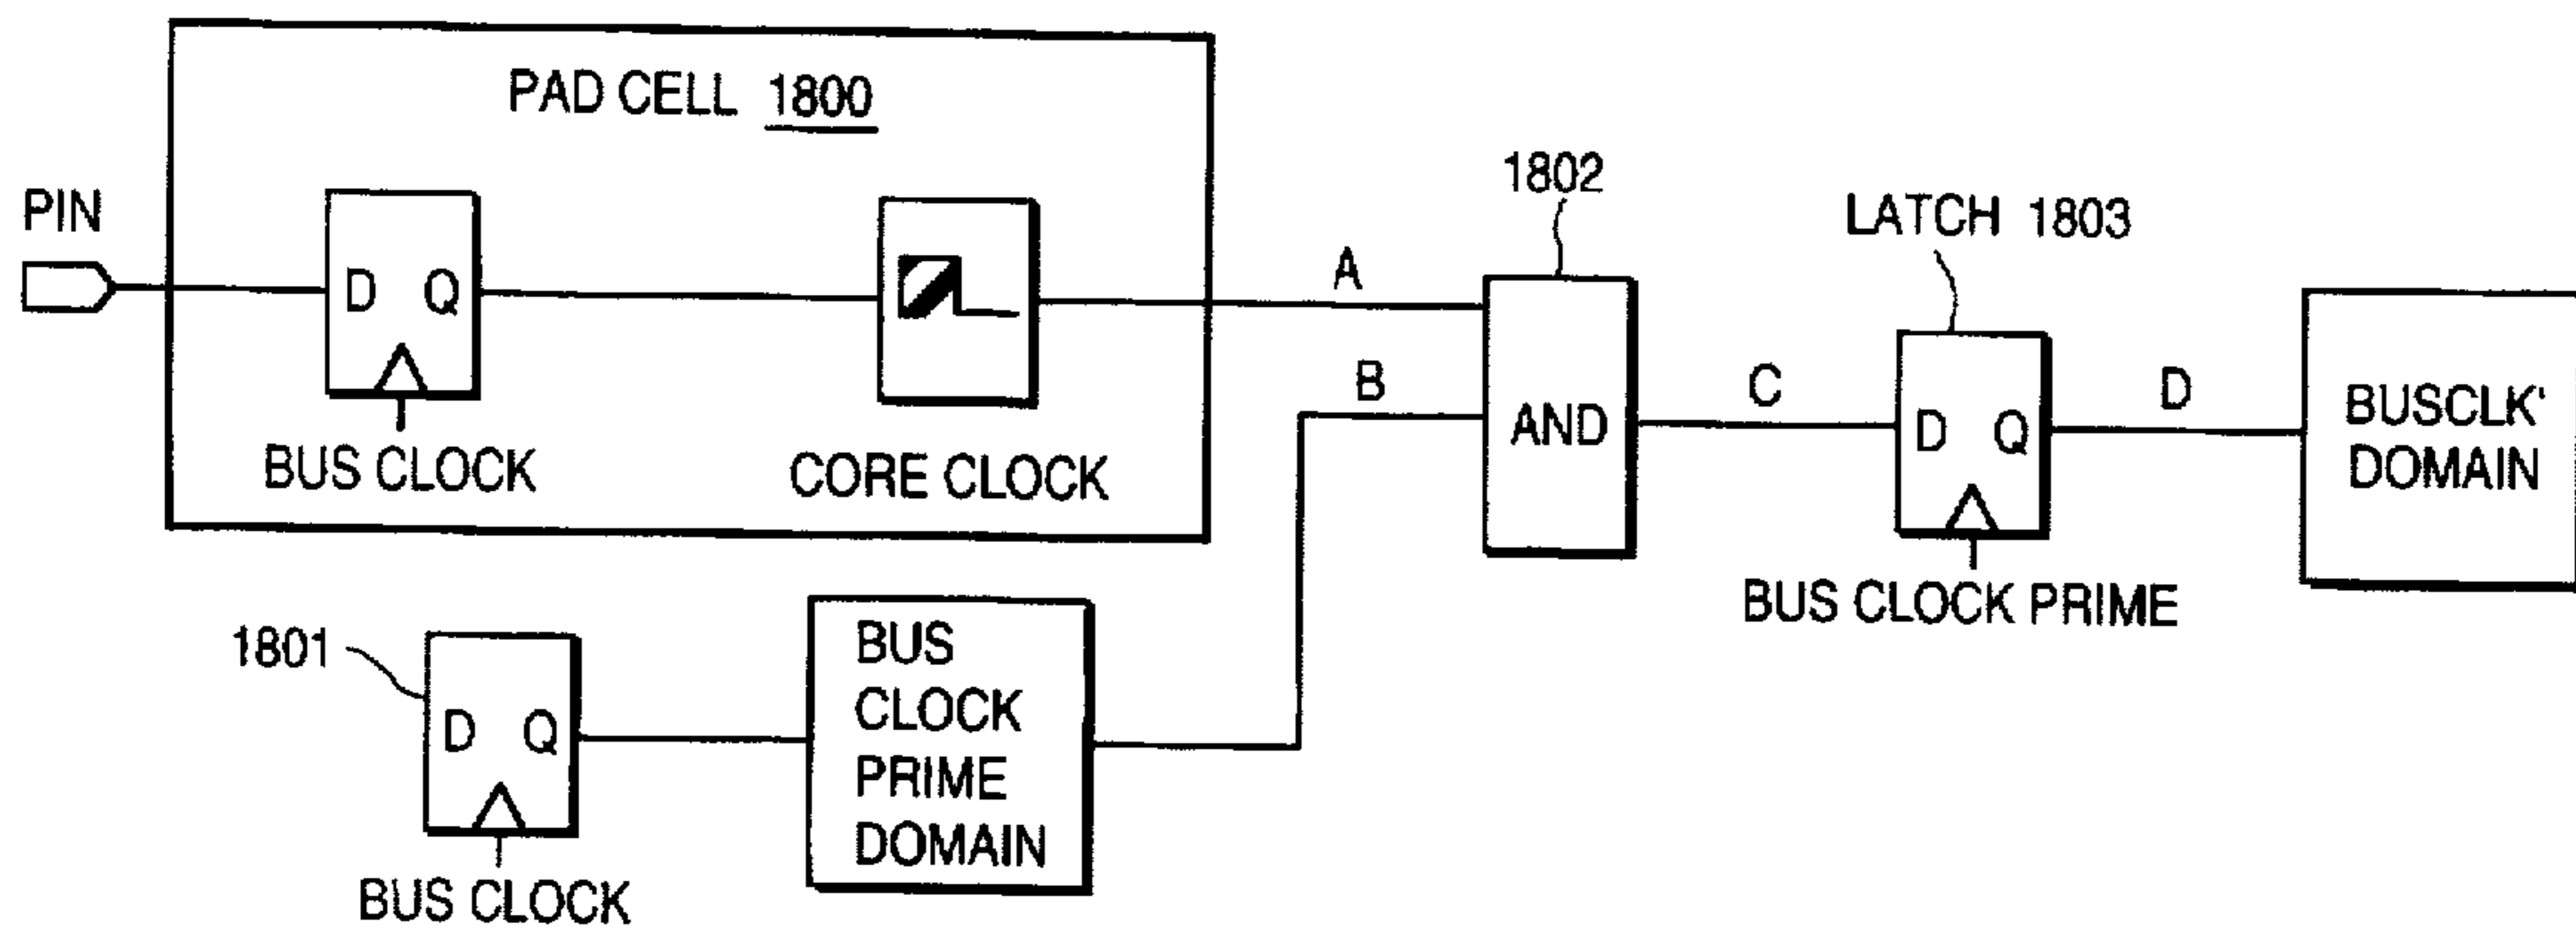 PAD CELL 1800
PIN
D Q
BUS CLOCK
CORE CLOCK
A
B
1802
AND
C
LATCH 1803
D Q
BUS CLOCK PRIME
D
BUSCLK'
DOMAIN
1801
D Q
BUS CLOCK
BUS
CLOCK
PRIME
DOMAIN